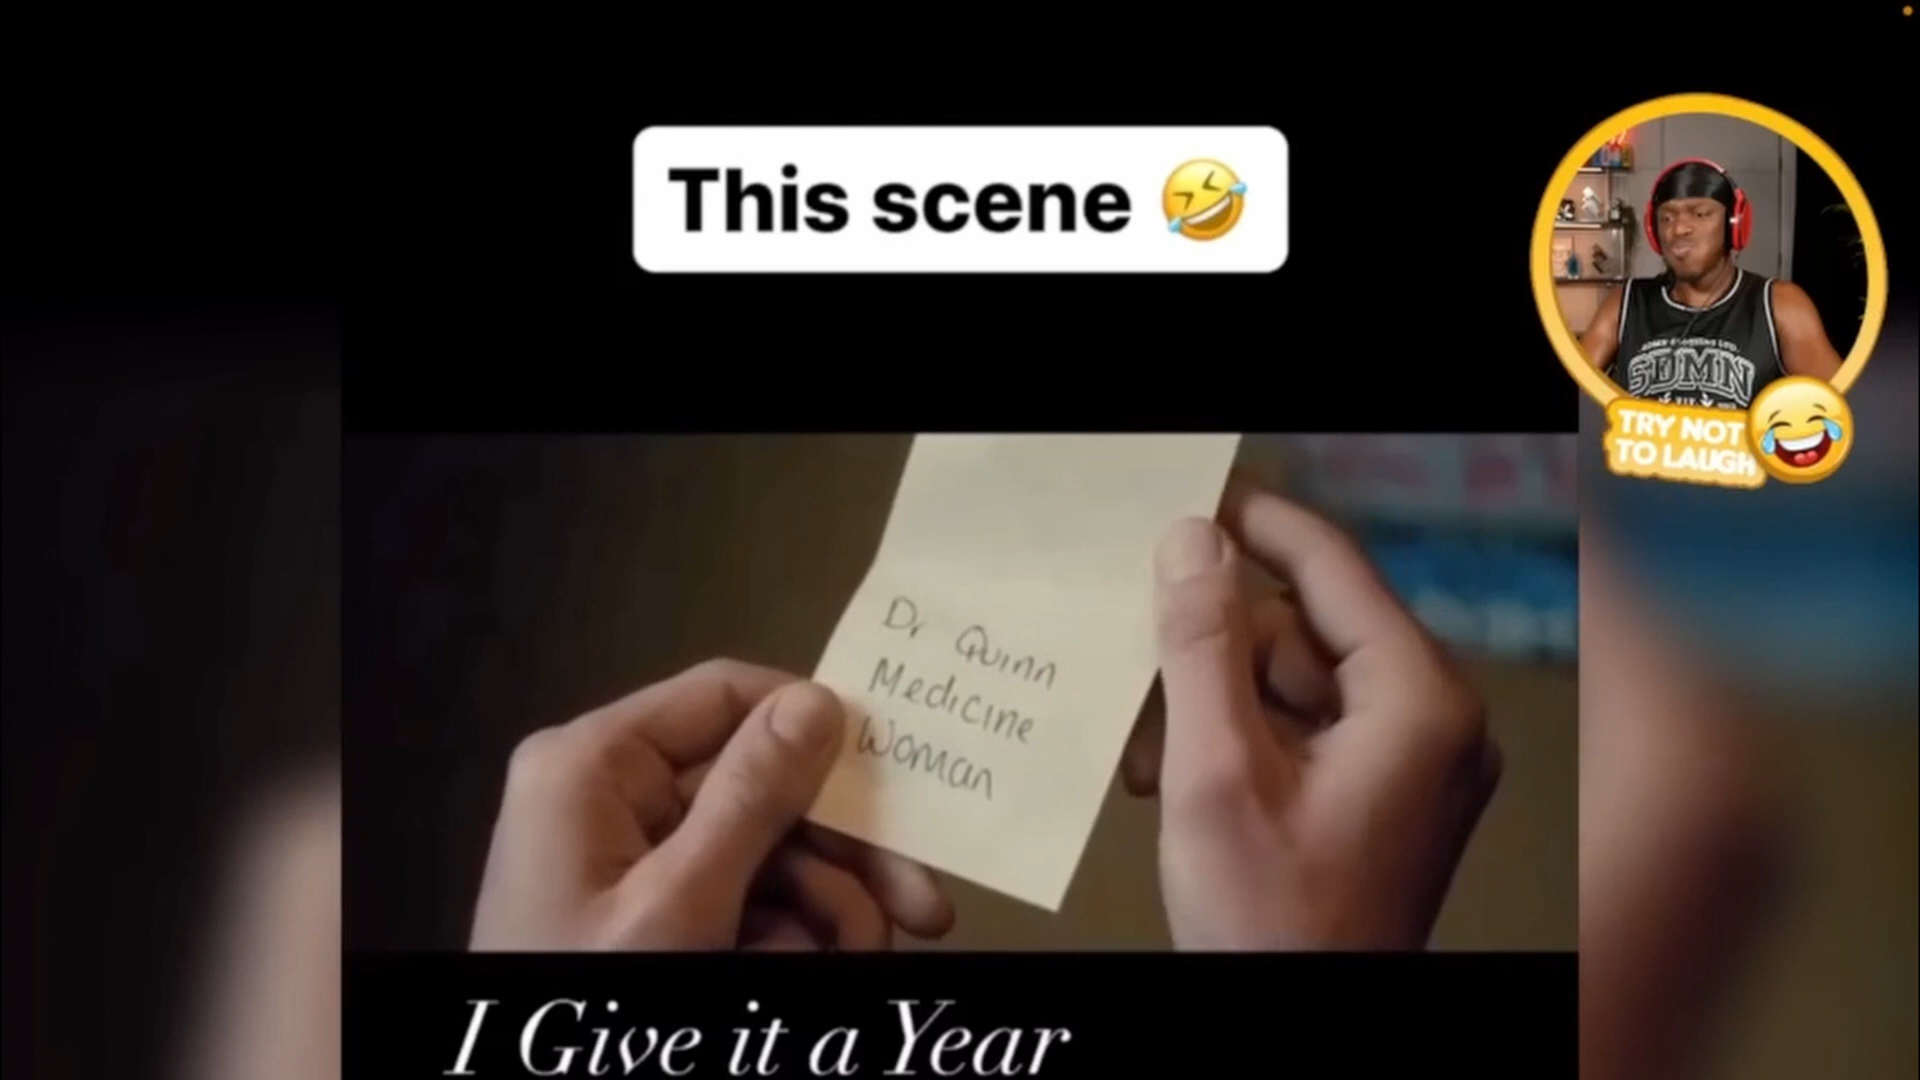 This scene 🤣
SDMN
TRY NOT
TO LAUGH
Dr Quinn
Medicine
Woman
I Give it a Year